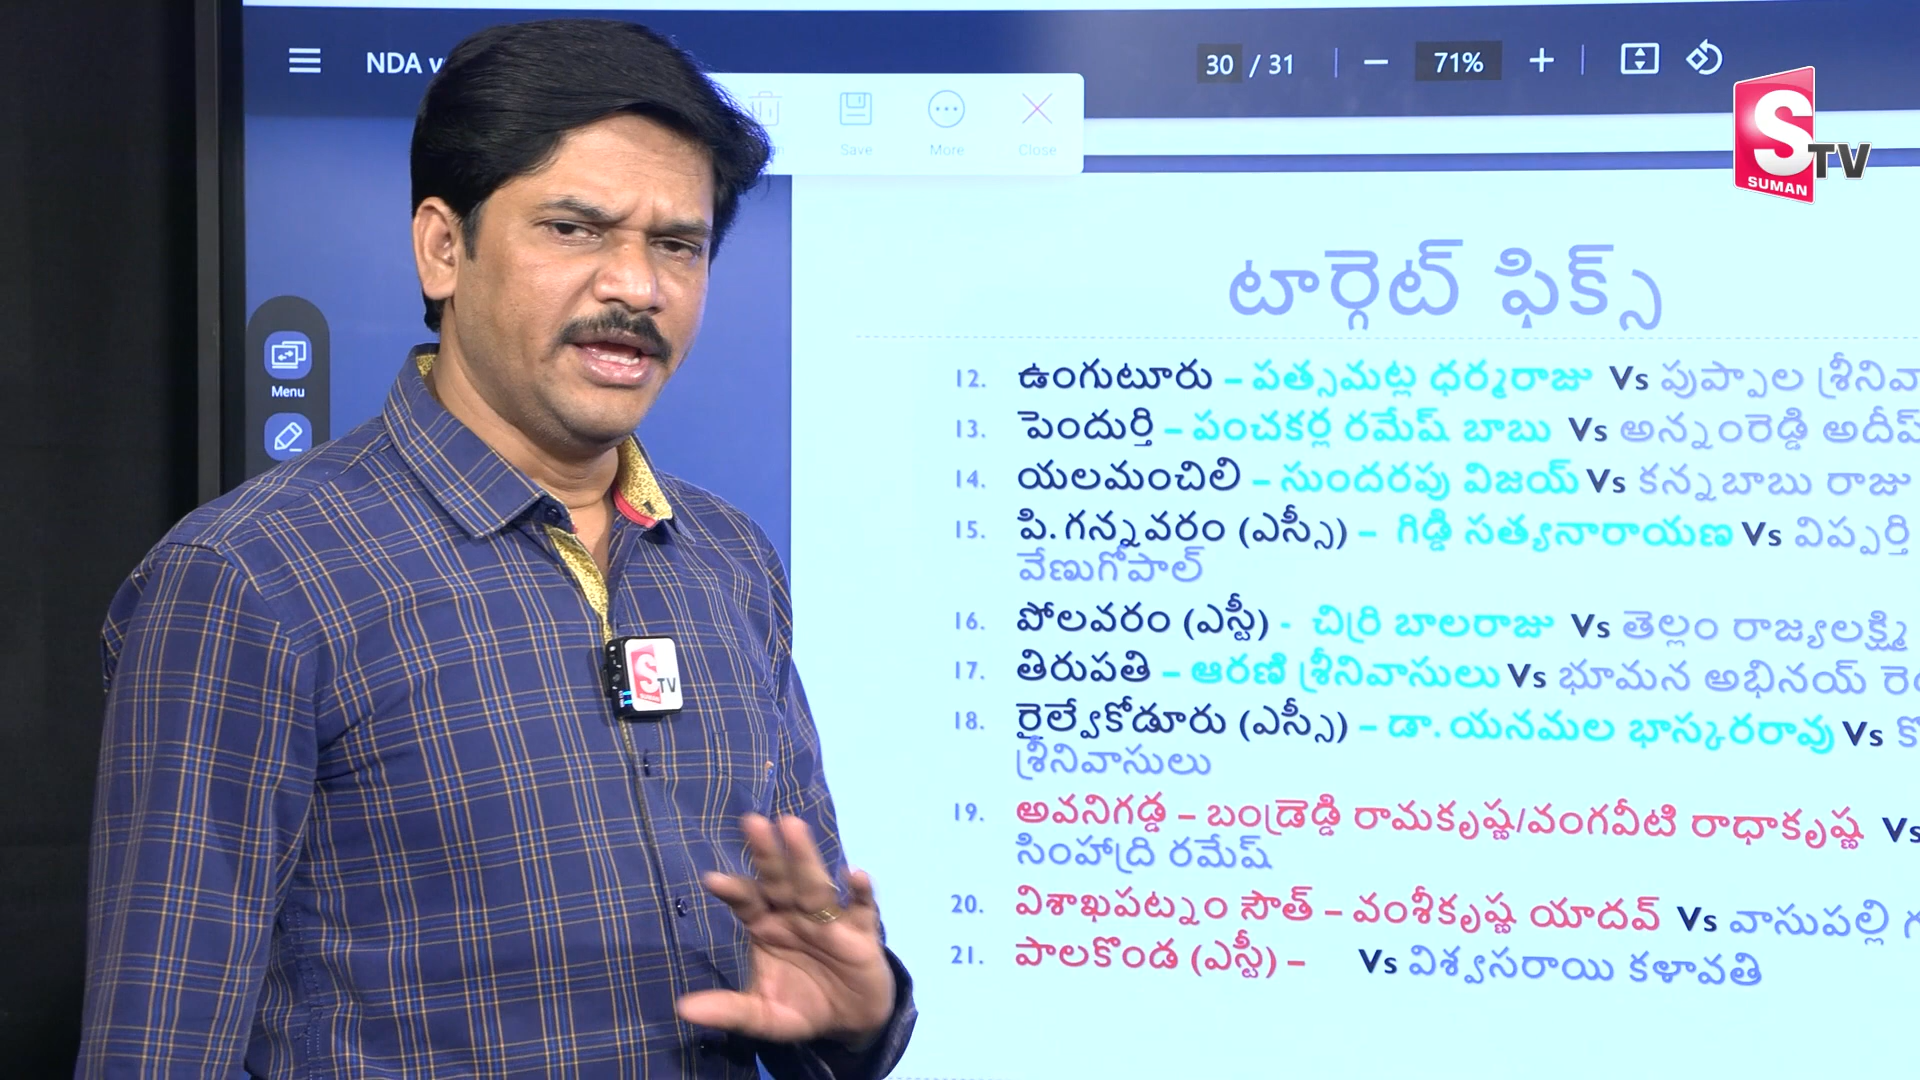 NDA
30 / 31
71%
Save
More
Close
S
TV
SUMAN
Menu
టార్గెట్ ఫిక్స్
12. ఉంగుటూరు – పత్సమట్ల ధర్మరాజు Vs పుప్పాల
13. పెందుర్తి – పంచకర్ల రమేష్ బాబు Vs అన్నంరెడ్డి అదీప్
14. యలమంచిలి – సుందరపు విజయ్ Vs కన్నబాబు రాజు
15. పి.గన్నవరం (ఎస్సీ) – గిడ్డి సత్యనారాయణ Vs విప్పర్తి
వేణుగోపాల్
16. పోలవరం (ఎస్టీ) - చిర్రి బాలరాజు Vs తెల్లం రాజ్యలక్ష్మి
17. తిరుపతి – ఆరణి శ్రీనివాసులు Vs భూమన అభినయ్
18. రైల్వేకోడూరు (ఎస్సీ) – డా. యనమల భాస్కరరావు Vs
శ్రీనివాసులు
19. అవనిగడ్డ – బండ్రెడ్డి రామకృష్ణ/వంగవీటి రాధాకృష్ణ Vs
సింహాద్రి రమేష్
20. విశాఖపట్నం సౌత్ – వంశీకృష్ణ యాదవ్ Vs వాసుపల్లి
21. పాలకొండ (ఎస్టీ) – Vs విశ్వసరాయి కళావతి
S
TV